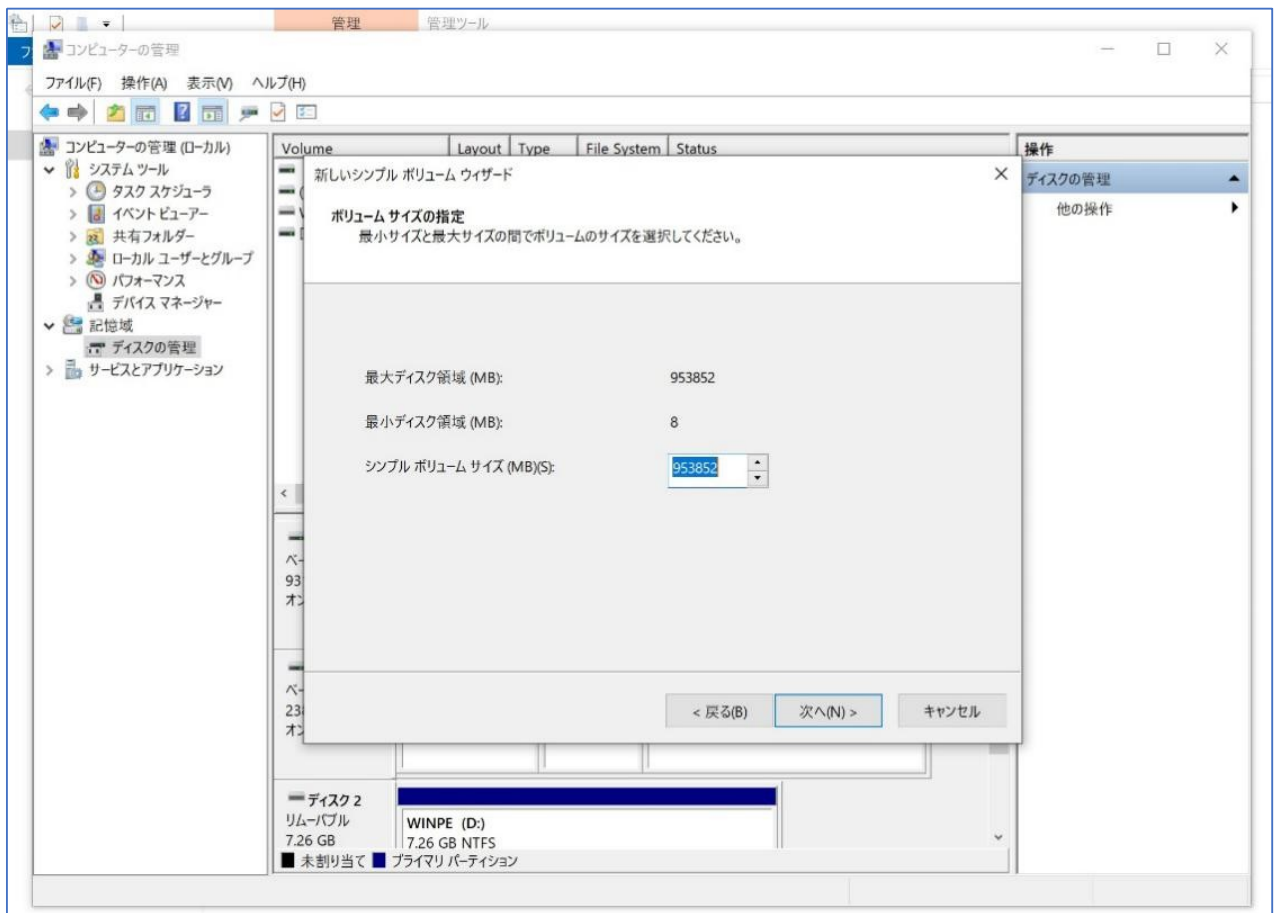 管理 管理ツール
コンピューターの管理
ファイル(F) 操作(A) 表示(V) ヘルプ(H)
コンピューターの管理 (ローカル)
システム ツール
タスク スケジューラ
イベント ビューアー
共有フォルダー
ローカル ユーザーとグループ
パフォーマンス
デバイス マネージャー
記憶域
ディスクの管理
サービスとアプリケーション
Volume Layout Type File System Status
新しいシンプル ボリューム ウィザード
ボリューム サイズの指定
最小サイズと最大サイズの間でボリュームのサイズを選択してください。
最大ディスク領域 (MB): 953852
最小ディスク領域 (MB): 8
シンプル ボリューム サイズ (MB)(S): 953852
< 戻る(B) 次へ(N) > キャンセル
ディスク 2
リムーバブル
7.26 GB
WINPE (D:)
7.26 GB NTFS
未割り当て プライマリ パーティション
操作
ディスクの管理
他の操作